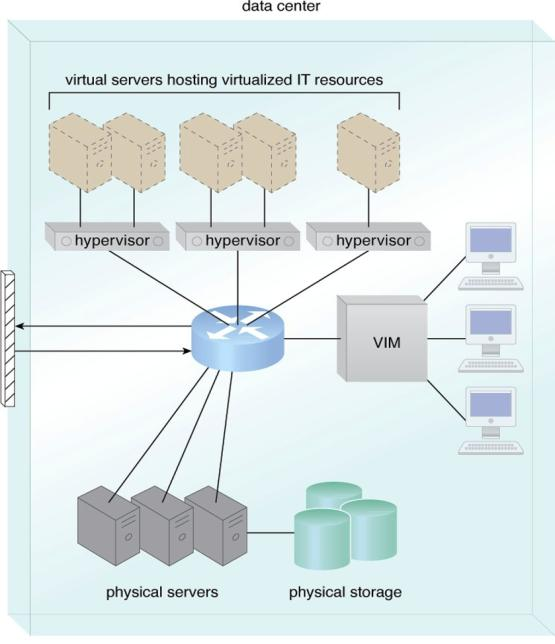 data center
virtual servers hosting virtualized IT resources
hypervisor
hypervisor
hypervisor
VIM
physical servers
physical storage